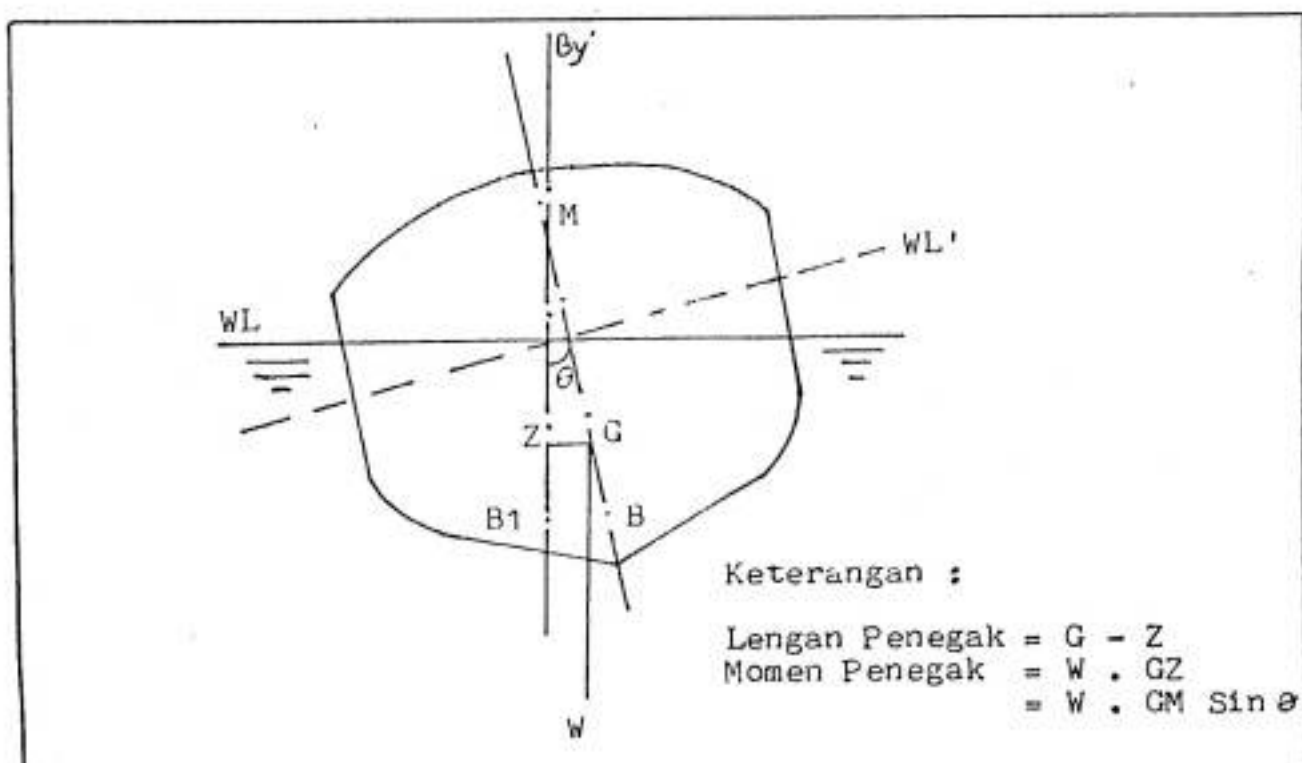 By'
M
WL'
WL
θ
Z G
B1 B
Keterangan :
Lengan Penegak = G - Z
Momen Penegak = W . GZ
= W . GM Sin θ
W